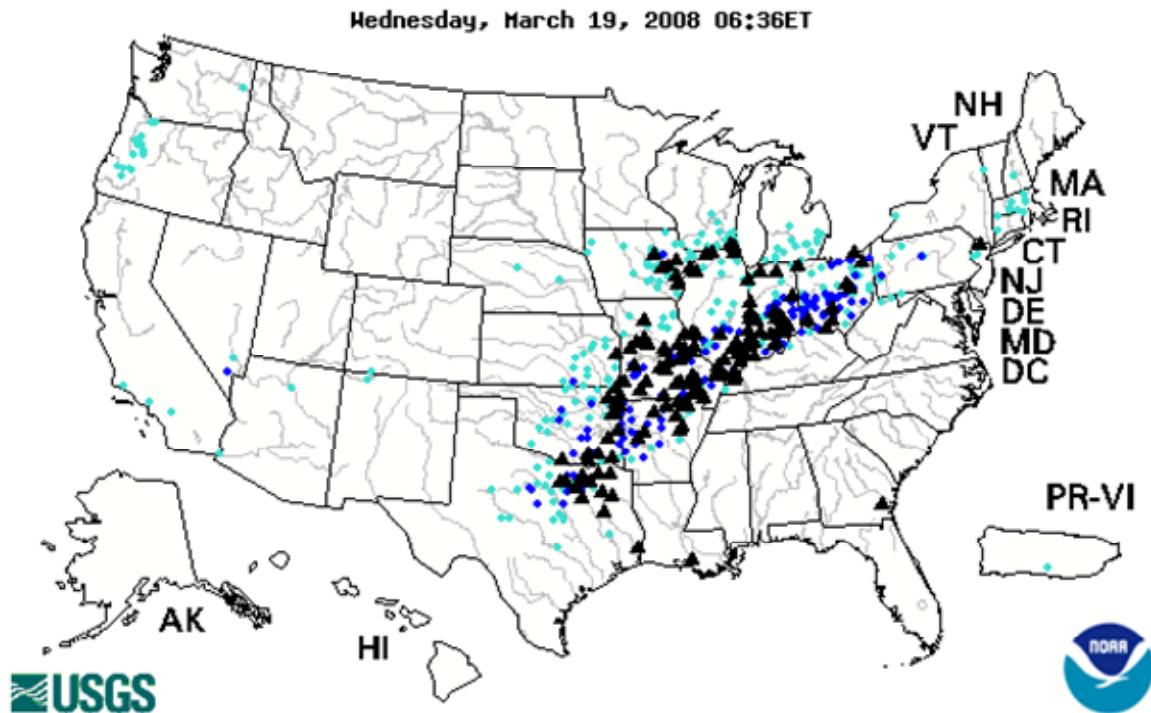 Wednesday, March 19, 2008 06:36ET
NH
VT
MA
RI
CT
NJ
DE
MD
DC
PR-VI
AK
HI
USGS
NOAA